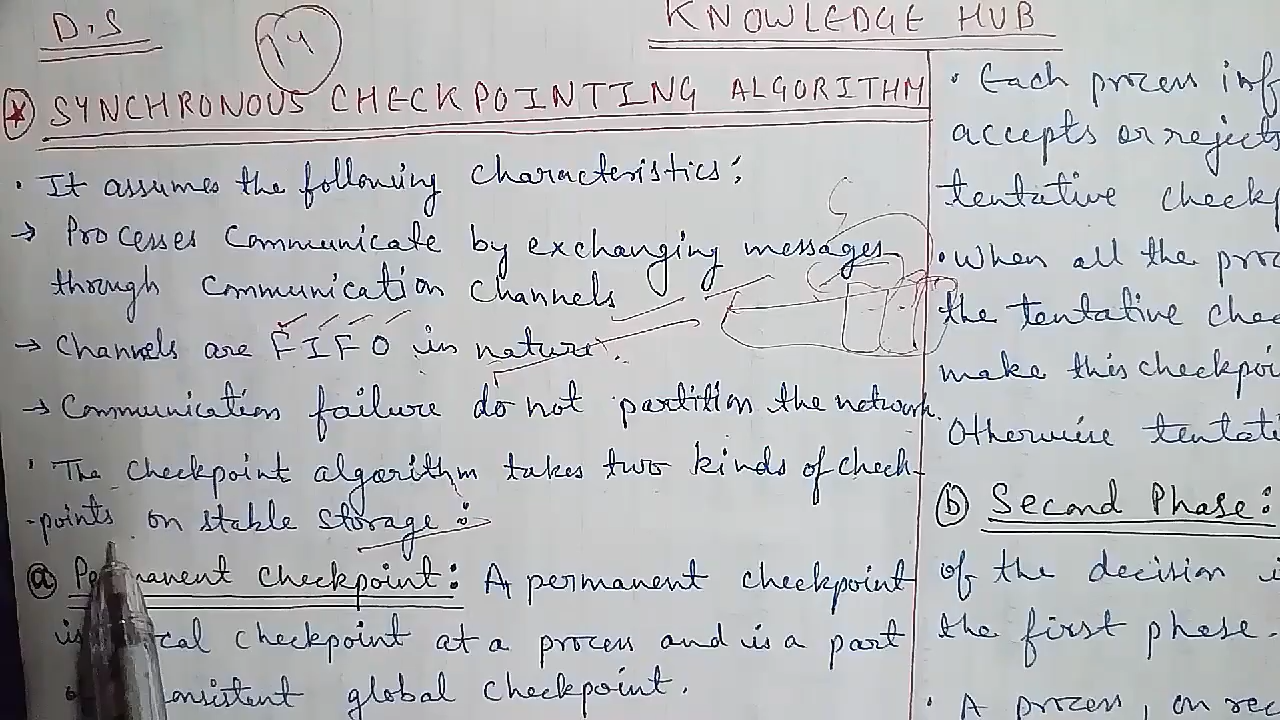 D.S
14
KNOWLEDGE HUB
* SYNCHRONOUS CHECKPOINTING ALGORITHM
• It assumes the following characteristics:
→ Processes communicate by exchanging messages
through communication channels
→ Channels are FIFO in nature.
→ Communication failure do not partition the network.
• The checkpoint algorithm takes two kinds of check-
-points on stable storage:
(a) Permanent checkpoint: A permanent checkpoint
checkpoint at a process and is a part
global checkpoint.
• Each process
accepts or rejects
tentative
• When all the
the tentative
make this
Otherwise
(b) Second Phase:
of the decision
the first phase.
• A process, on